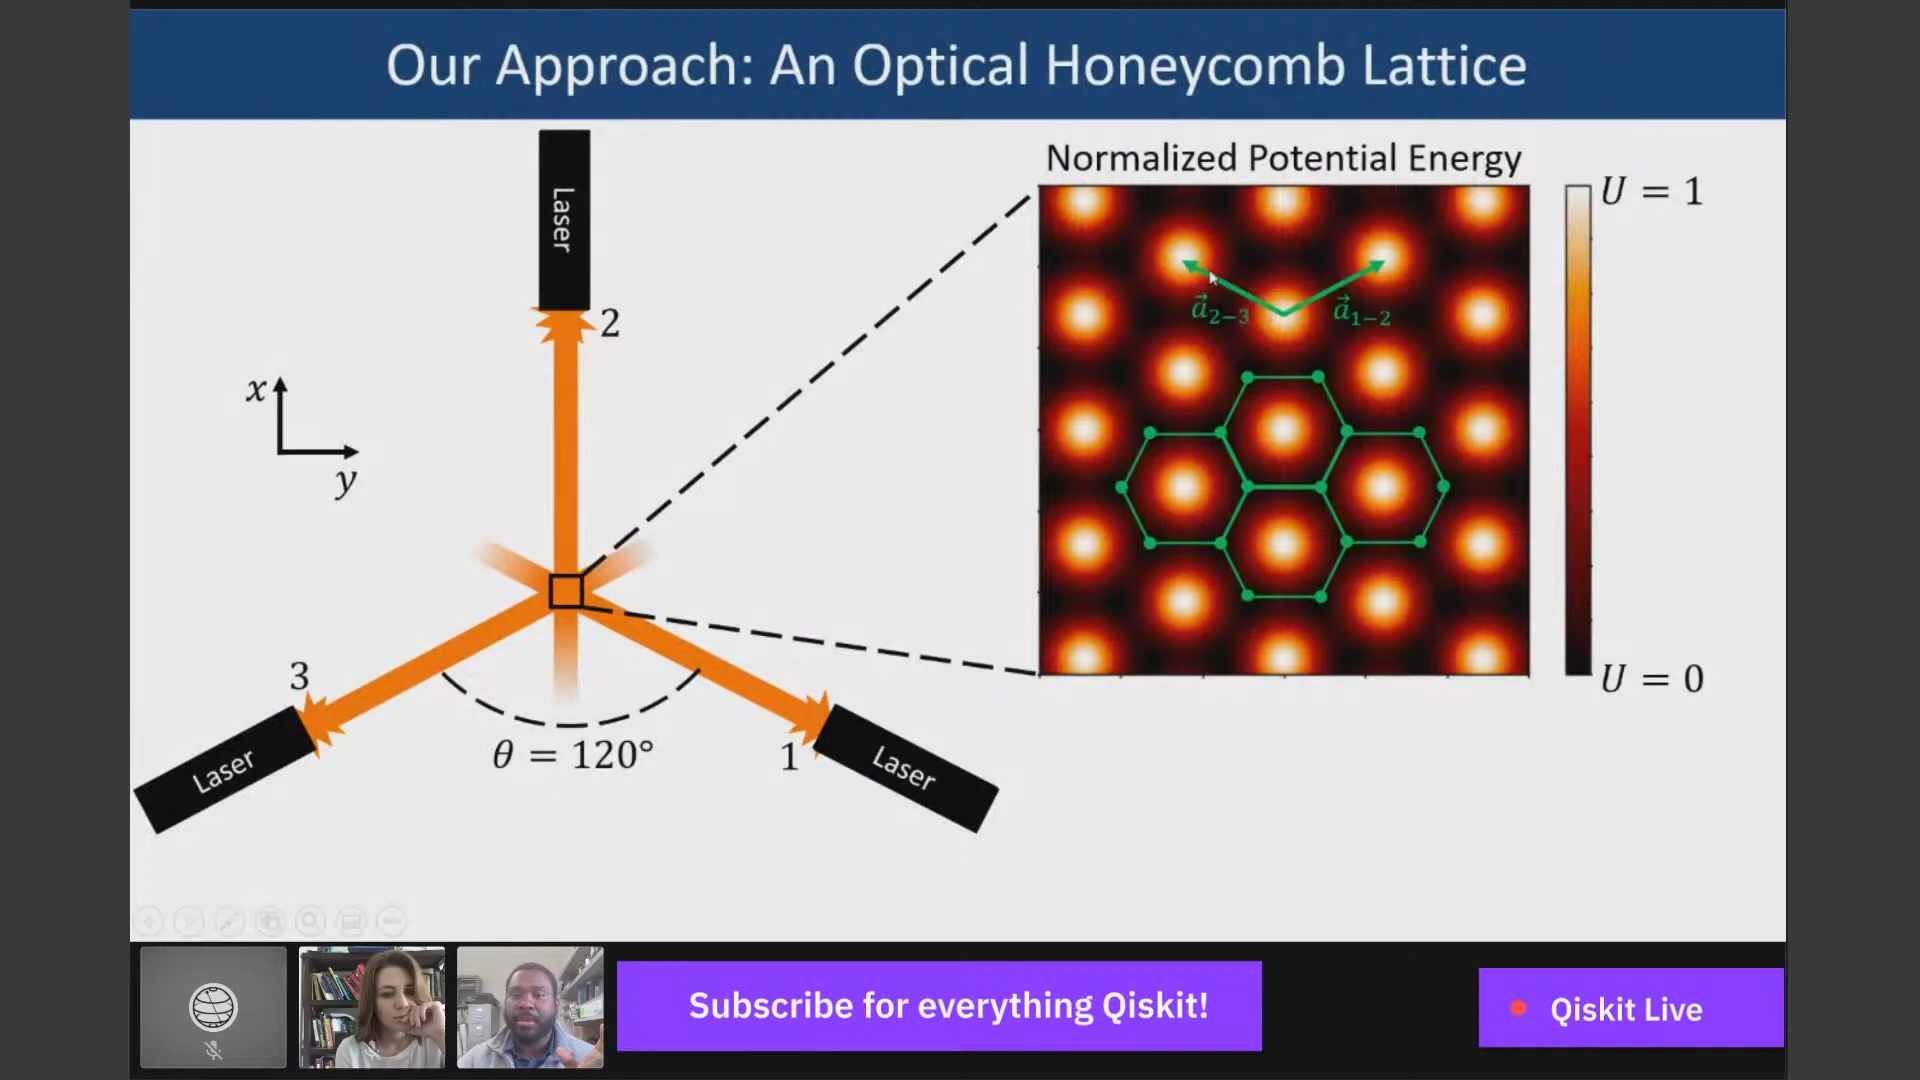 Our Approach: An Optical Honeycomb Lattice
Laser
2
x
y
3
Laser
θ = 120°
1
Laser
Normalized Potential Energy
U = 1
a⃗₂₋₃
a⃗₁₋₂
U = 0
Subscribe for everything Qiskit!
Qiskit Live